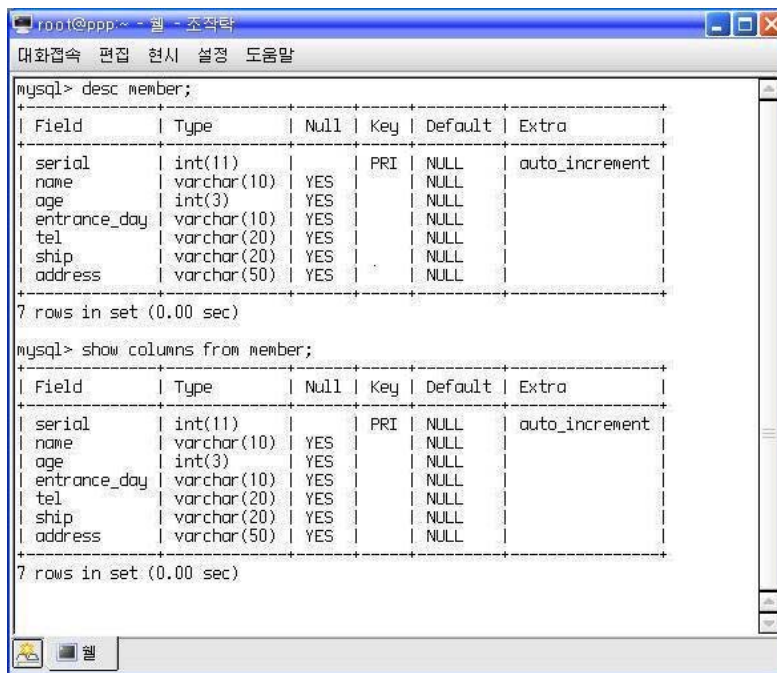 root@ppp:~ - 웰 - 조작탁
대화접속 편집 현시 설정 도움말
mysql> desc member;
+--------------+-------------+------+-----+---------+----------------+
| Field | Type | Null | Key | Default | Extra |
+--------------+-------------+------+-----+---------+----------------+
| serial | int(11) | | PRI | NULL | auto_increment |
| name | varchar(10) | YES | | NULL | |
| age | int(3) | YES | | NULL | |
| entrance_day | varchar(10) | YES | | NULL | |
| tel | varchar(20) | YES | | NULL | |
| ship | varchar(20) | YES | | NULL | |
| address | varchar(50) | YES | | NULL | |
+--------------+-------------+------+-----+---------+----------------+
7 rows in set (0.00 sec)
mysql> show columns from member;
+--------------+-------------+------+-----+---------+----------------+
| Field | Type | Null | Key | Default | Extra |
+--------------+-------------+------+-----+---------+----------------+
| serial | int(11) | | PRI | NULL | auto_increment |
| name | varchar(10) | YES | | NULL | |
| age | int(3) | YES | | NULL | |
| entrance_day | varchar(10) | YES | | NULL | |
| tel | varchar(20) | YES | | NULL | |
| ship | varchar(20) | YES | | NULL | |
| address | varchar(50) | YES | | NULL | |
+--------------+-------------+------+-----+---------+----------------+
7 rows in set (0.00 sec)
웰